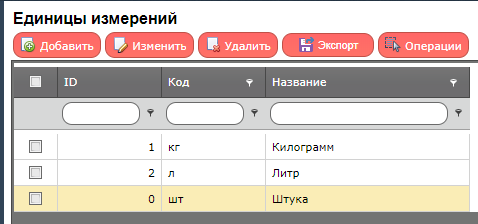 Единицы измерений
Добавить Изменить Удалить Экспорт Операции
ID Код Название
1 кг Килограмм
2 л Литр
0 шт Штука